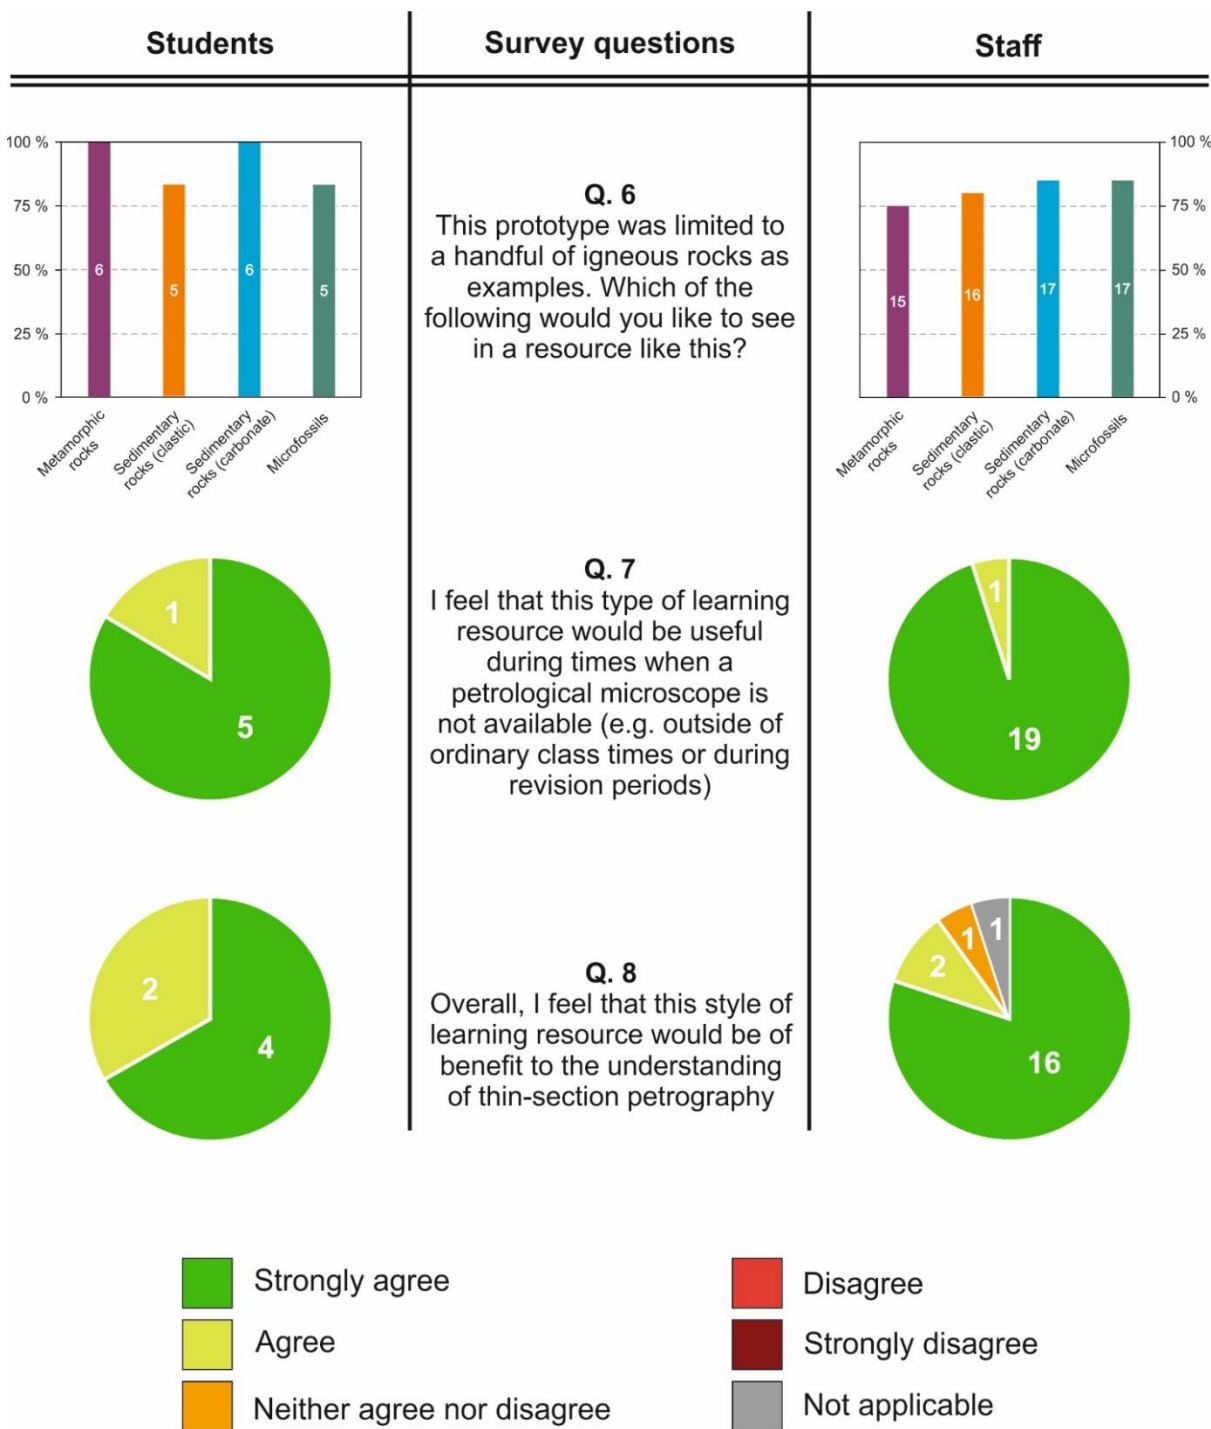 Students
Survey questions
Staff
100 %
75 %
50 %
25 %
0 %
6
5
6
5
Metamorphic
rocks
Sedimentary
rocks (clastic)
Sedimentary
rocks (carbonate)
Microfossils
Q. 6
This prototype was limited to
a handful of igneous rocks as
examples. Which of the
following would you like to see
in a resource like this?
100 %
75 %
50 %
25 %
0 %
15
16
17
17
Metamorphic
rocks
Sedimentary
rocks (clastic)
Sedimentary
rocks (carbonate)
Microfossils
1
5
Q. 7
I feel that this type of learning
resource would be useful
during times when a
petrological microscope is
not available (e.g. outside of
ordinary class times or during
revision periods)
1
19
2
4
Q. 8
Overall, I feel that this style of
learning resource would be of
benefit to the understanding
of thin-section petrography
2
1
1
16
Strongly agree
Agree
Neither agree nor disagree
Disagree
Strongly disagree
Not applicable